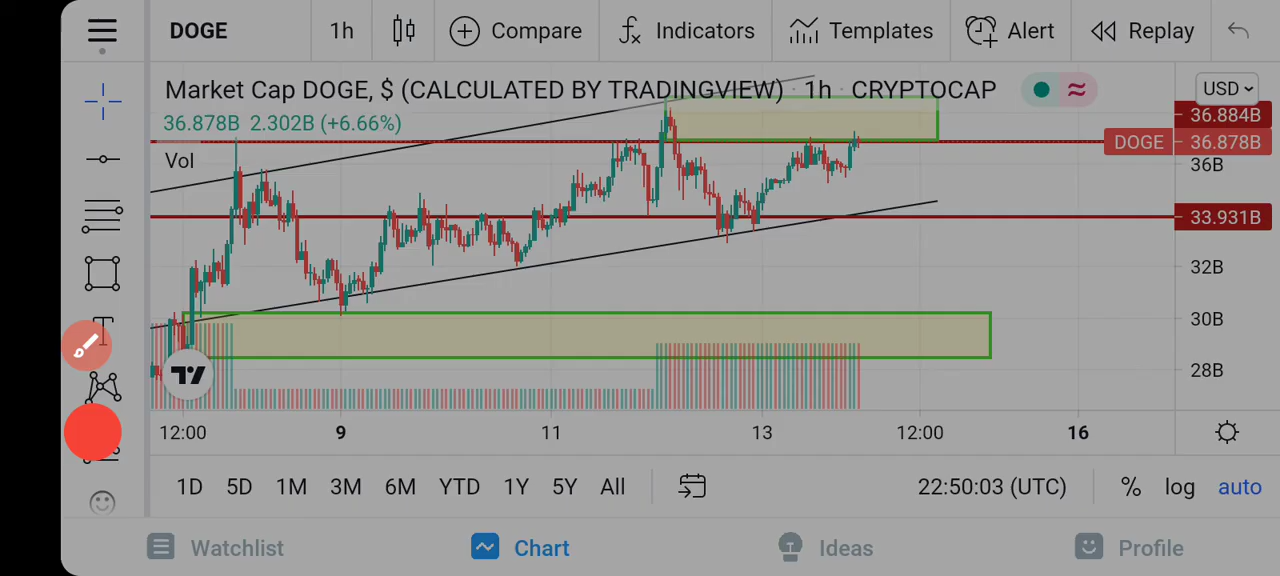 DOGE 1h Compare Indicators Templates Alert Replay
Market Cap DOGE, $ (CALCULATED BY TRADINGVIEW) · 1h · CRYPTOCAP
USD
36.878B 2.302B (+6.66%)
36.884B
DOGE 36.878B
Vol
36B
33.931B
32B
30B
28B
12:00 9 11 13 12:00 16
1D 5D 1M 3M 6M YTD 1Y 5Y All 22:50:03 (UTC) % log auto
Watchlist Chart Ideas Profile